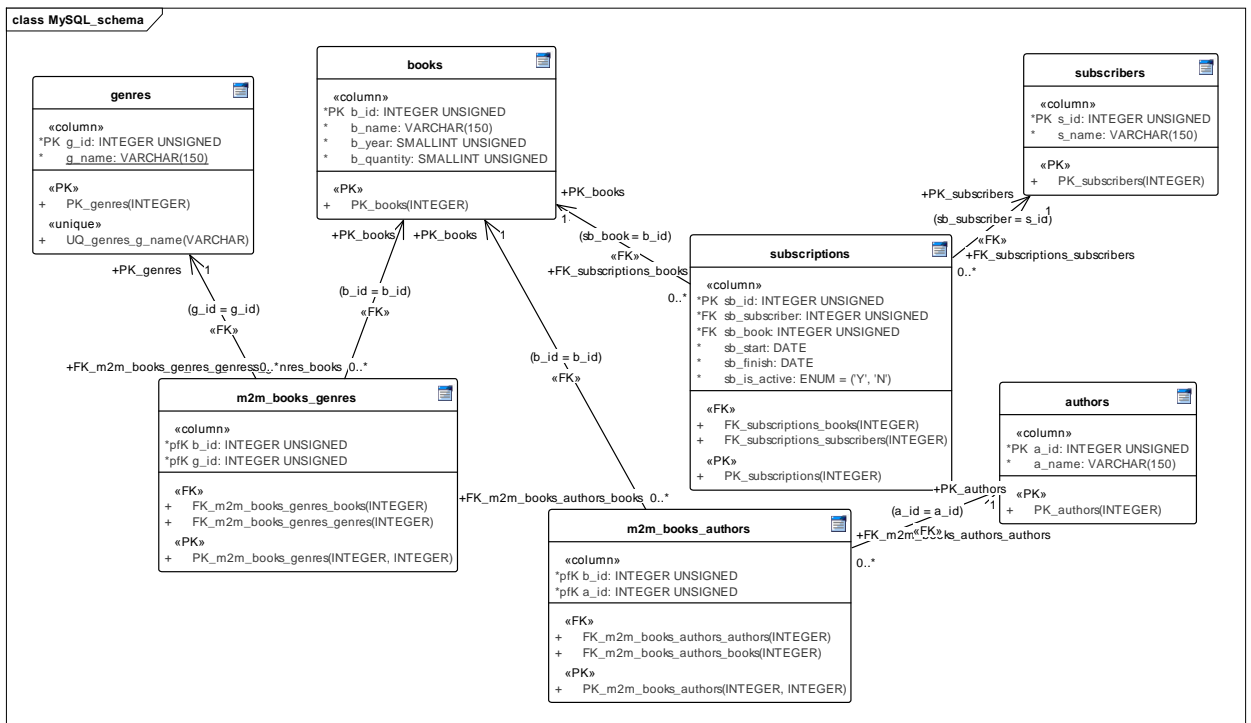 class MySQL_schema
genres
«column»
*PK g_id: INTEGER UNSIGNED
* g_name: VARCHAR(150)
«PK»
+ PK_genres(INTEGER)
«unique»
+ UQ_genres_g_name(VARCHAR)
books
«column»
*PK b_id: INTEGER UNSIGNED
* b_name: VARCHAR(150)
* b_year: SMALLINT UNSIGNED
* b_quantity: SMALLINT UNSIGNED
«PK»
+ PK_books(INTEGER)
subscribers
«column»
*PK s_id: INTEGER UNSIGNED
* s_name: VARCHAR(150)
«PK»
+ PK_subscribers(INTEGER)
+PK_books
1
(sb_book = b_id)
«FK»
+FK_subscriptions_books
0..*
+PK_subscribers
1
(sb_subscriber = s_id)
«FK»
+FK_subscriptions_subscribers
0..*
subscriptions
«column»
*PK sb_id: INTEGER UNSIGNED
*FK sb_subscriber: INTEGER UNSIGNED
*FK sb_book: INTEGER UNSIGNED
* sb_start: DATE
* sb_finish: DATE
* sb_is_active: ENUM = ('Y', 'N')
«FK»
+ FK_subscriptions_books(INTEGER)
+ FK_subscriptions_subscribers(INTEGER)
«PK»
+ PK_subscriptions(INTEGER)
+PK_genres 1
(g_id = g_id)
«FK»
+FK_m2m_books_genres_genres 0..*
+PK_books
(b_id = b_id)
«FK»
nres_books 0..*
+PK_books 1
(b_id = b_id)
«FK»
+FK_m2m_books_authors_books 0..*
m2m_books_genres
«column»
*pfK b_id: INTEGER UNSIGNED
*pfK g_id: INTEGER UNSIGNED
«FK»
+ FK_m2m_books_genres_books(INTEGER)
+ FK_m2m_books_genres_genres(INTEGER)
«PK»
+ PK_m2m_books_genres(INTEGER, INTEGER)
authors
«column»
*PK a_id: INTEGER UNSIGNED
* a_name: VARCHAR(150)
«PK»
+ PK_authors(INTEGER)
+PK_authors
1
(a_id = a_id)
«FK»
+FK_m2m_books_authors_authors
0..*
m2m_books_authors
«column»
*pfK b_id: INTEGER UNSIGNED
*pfK a_id: INTEGER UNSIGNED
«FK»
+ FK_m2m_books_authors_authors(INTEGER)
+ FK_m2m_books_authors_books(INTEGER)
«PK»
+ PK_m2m_books_authors(INTEGER, INTEGER)